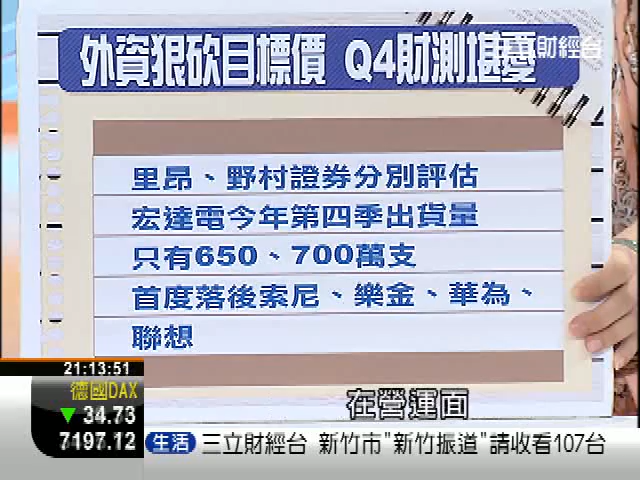 外資狠砍目標價 Q4財測堪憂
財經台
里昂、野村證券分別評估
宏達電今年第四季出貨量
只有650、700萬支
首度落後索尼、樂金、華為、
聯想
21:13:51
德國DAX
▼ 34.73
7197.12
在營運面
生活 三立財經台 新竹市"新竹振道"請收看107台